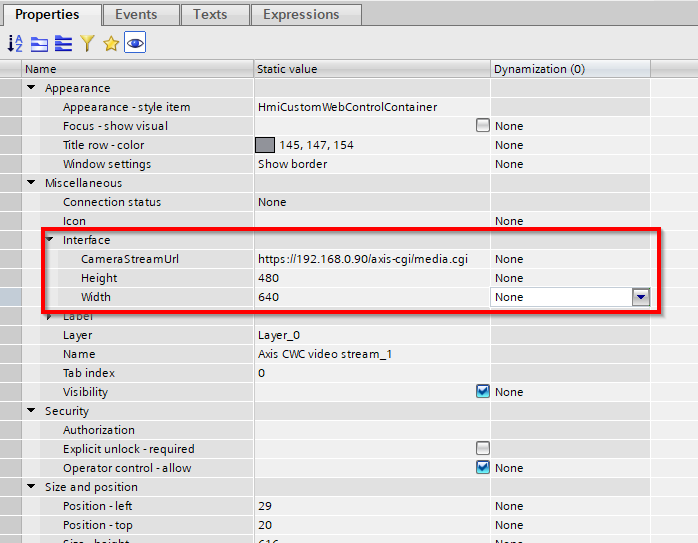 Properties Events Texts Expressions
Name Static value Dynamization (0)
Appearance
Appearance - style item HmiCustomWebControlContainer
Focus - show visual None
Title row - color 145, 147, 154 None
Window settings Show border None
Miscellaneous
Connection status None
Icon None
Interface
CameraStreamUrl https://192.168.0.90/axis-cgi/media.cgi None
Height 480 None
Width 640 None
Label
Layer Layer_0
Name Axis CWC video stream_1
Tab index 0
Visibility None
Security
Authorization
Explicit unlock - required
Operator control - allow None
Size and position
Position - left 29 None
Position - top 20 None
Size - height 616 None